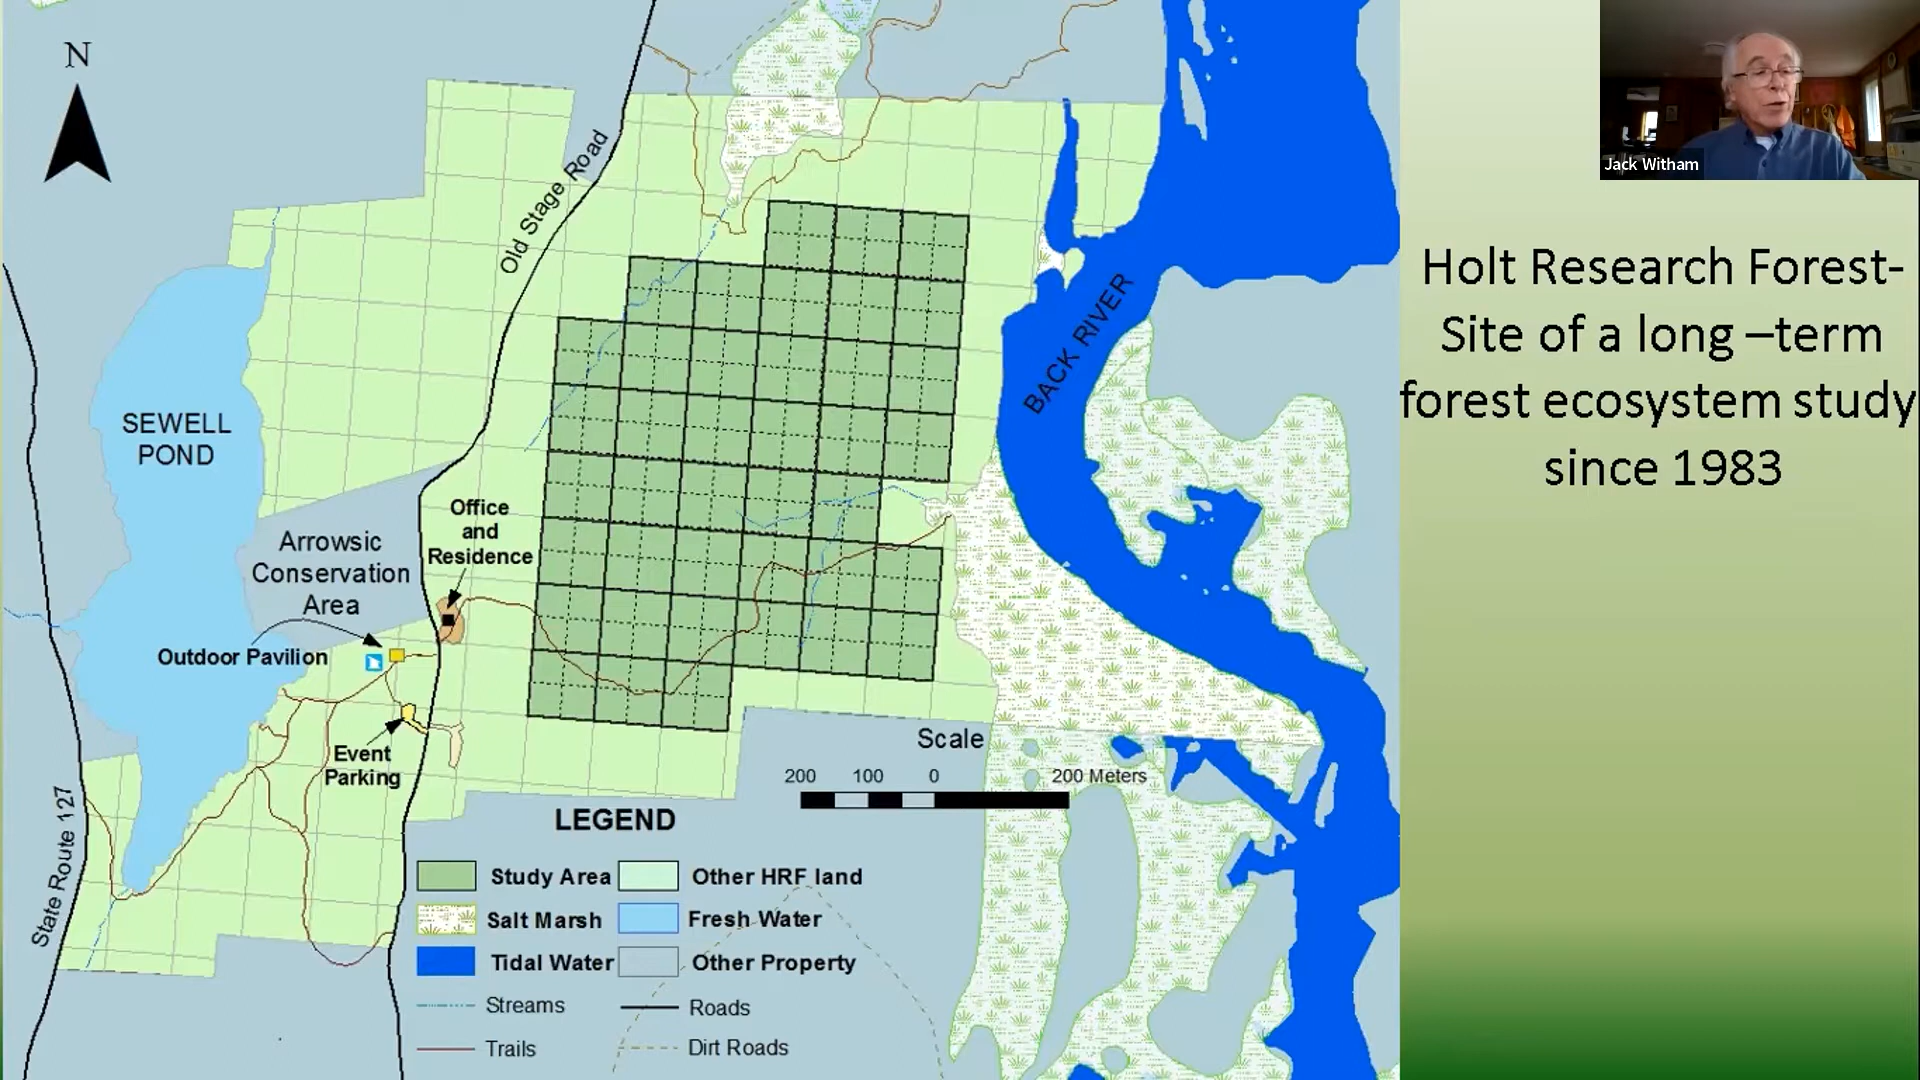 N
Old Stage Road
BACK RIVER
SEWELL
POND
Arrowsic
Conservation
Area
Office
and
Residence
Outdoor Pavilion
Event
Parking
State Route 127
Scale
200 100 0 200 Meters
LEGEND
Study Area
Other HRF land
Salt Marsh
Fresh Water
Tidal Water
Other Property
Streams
Roads
Trails
Dirt Roads
Jack Witham
Holt Research Forest-
Site of a long –term
forest ecosystem study
since 1983